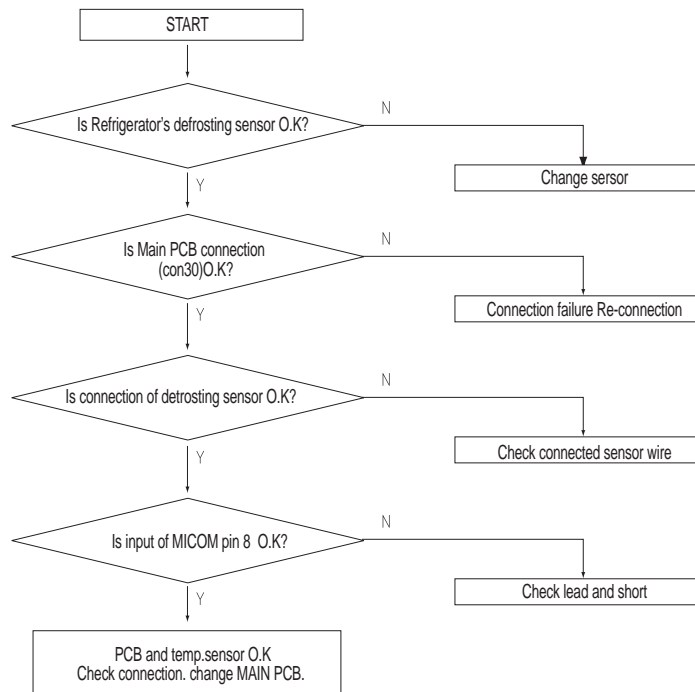 START
Is Refrigerator's defrosting sensor O.K?
N
Change sersor
Y
Is Main PCB connection
(con30)O.K?
N
Connection failure Re-connection
Y
Is connection of detrosting sensor O.K?
N
Check connected sensor wire
Y
Is input of MICOM pin 8 O.K?
N
Check lead and short
Y
PCB and temp.sensor O.K
Check connection. change MAIN PCB.